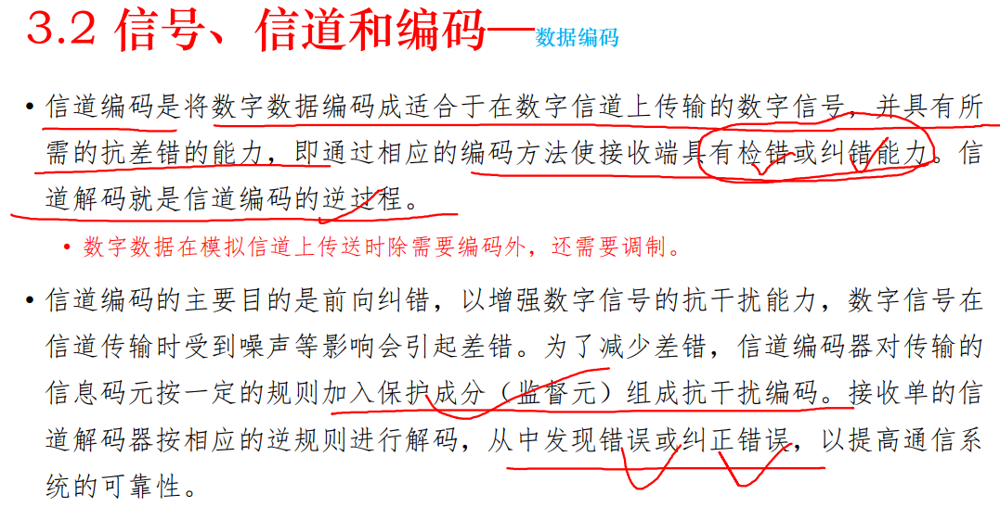 3.2 信号、信道和编码—数据编码
• 信道编码是将数字数据编码成适合于在数字信道上传输的数字信号，并具有所
需的抗差错的能力，即通过相应的编码方法使接收端具有检错或纠错能力。信
道解码就是信道编码的逆过程。
• 数字数据在模拟信道上传送时除需要编码外，还需要调制。
• 信道编码的主要目的是前向纠错，以增强数字信号的抗干扰能力，数字信号在
信道传输时受到噪声等影响会引起差错。为了减少差错，信道编码器对传输的
信息码元按一定的规则加入保护成分（监督元）组成抗干扰编码。接收单的信
道解码器按相应的逆规则进行解码，从中发现错误或纠正错误，以提高通信系
统的可靠性。